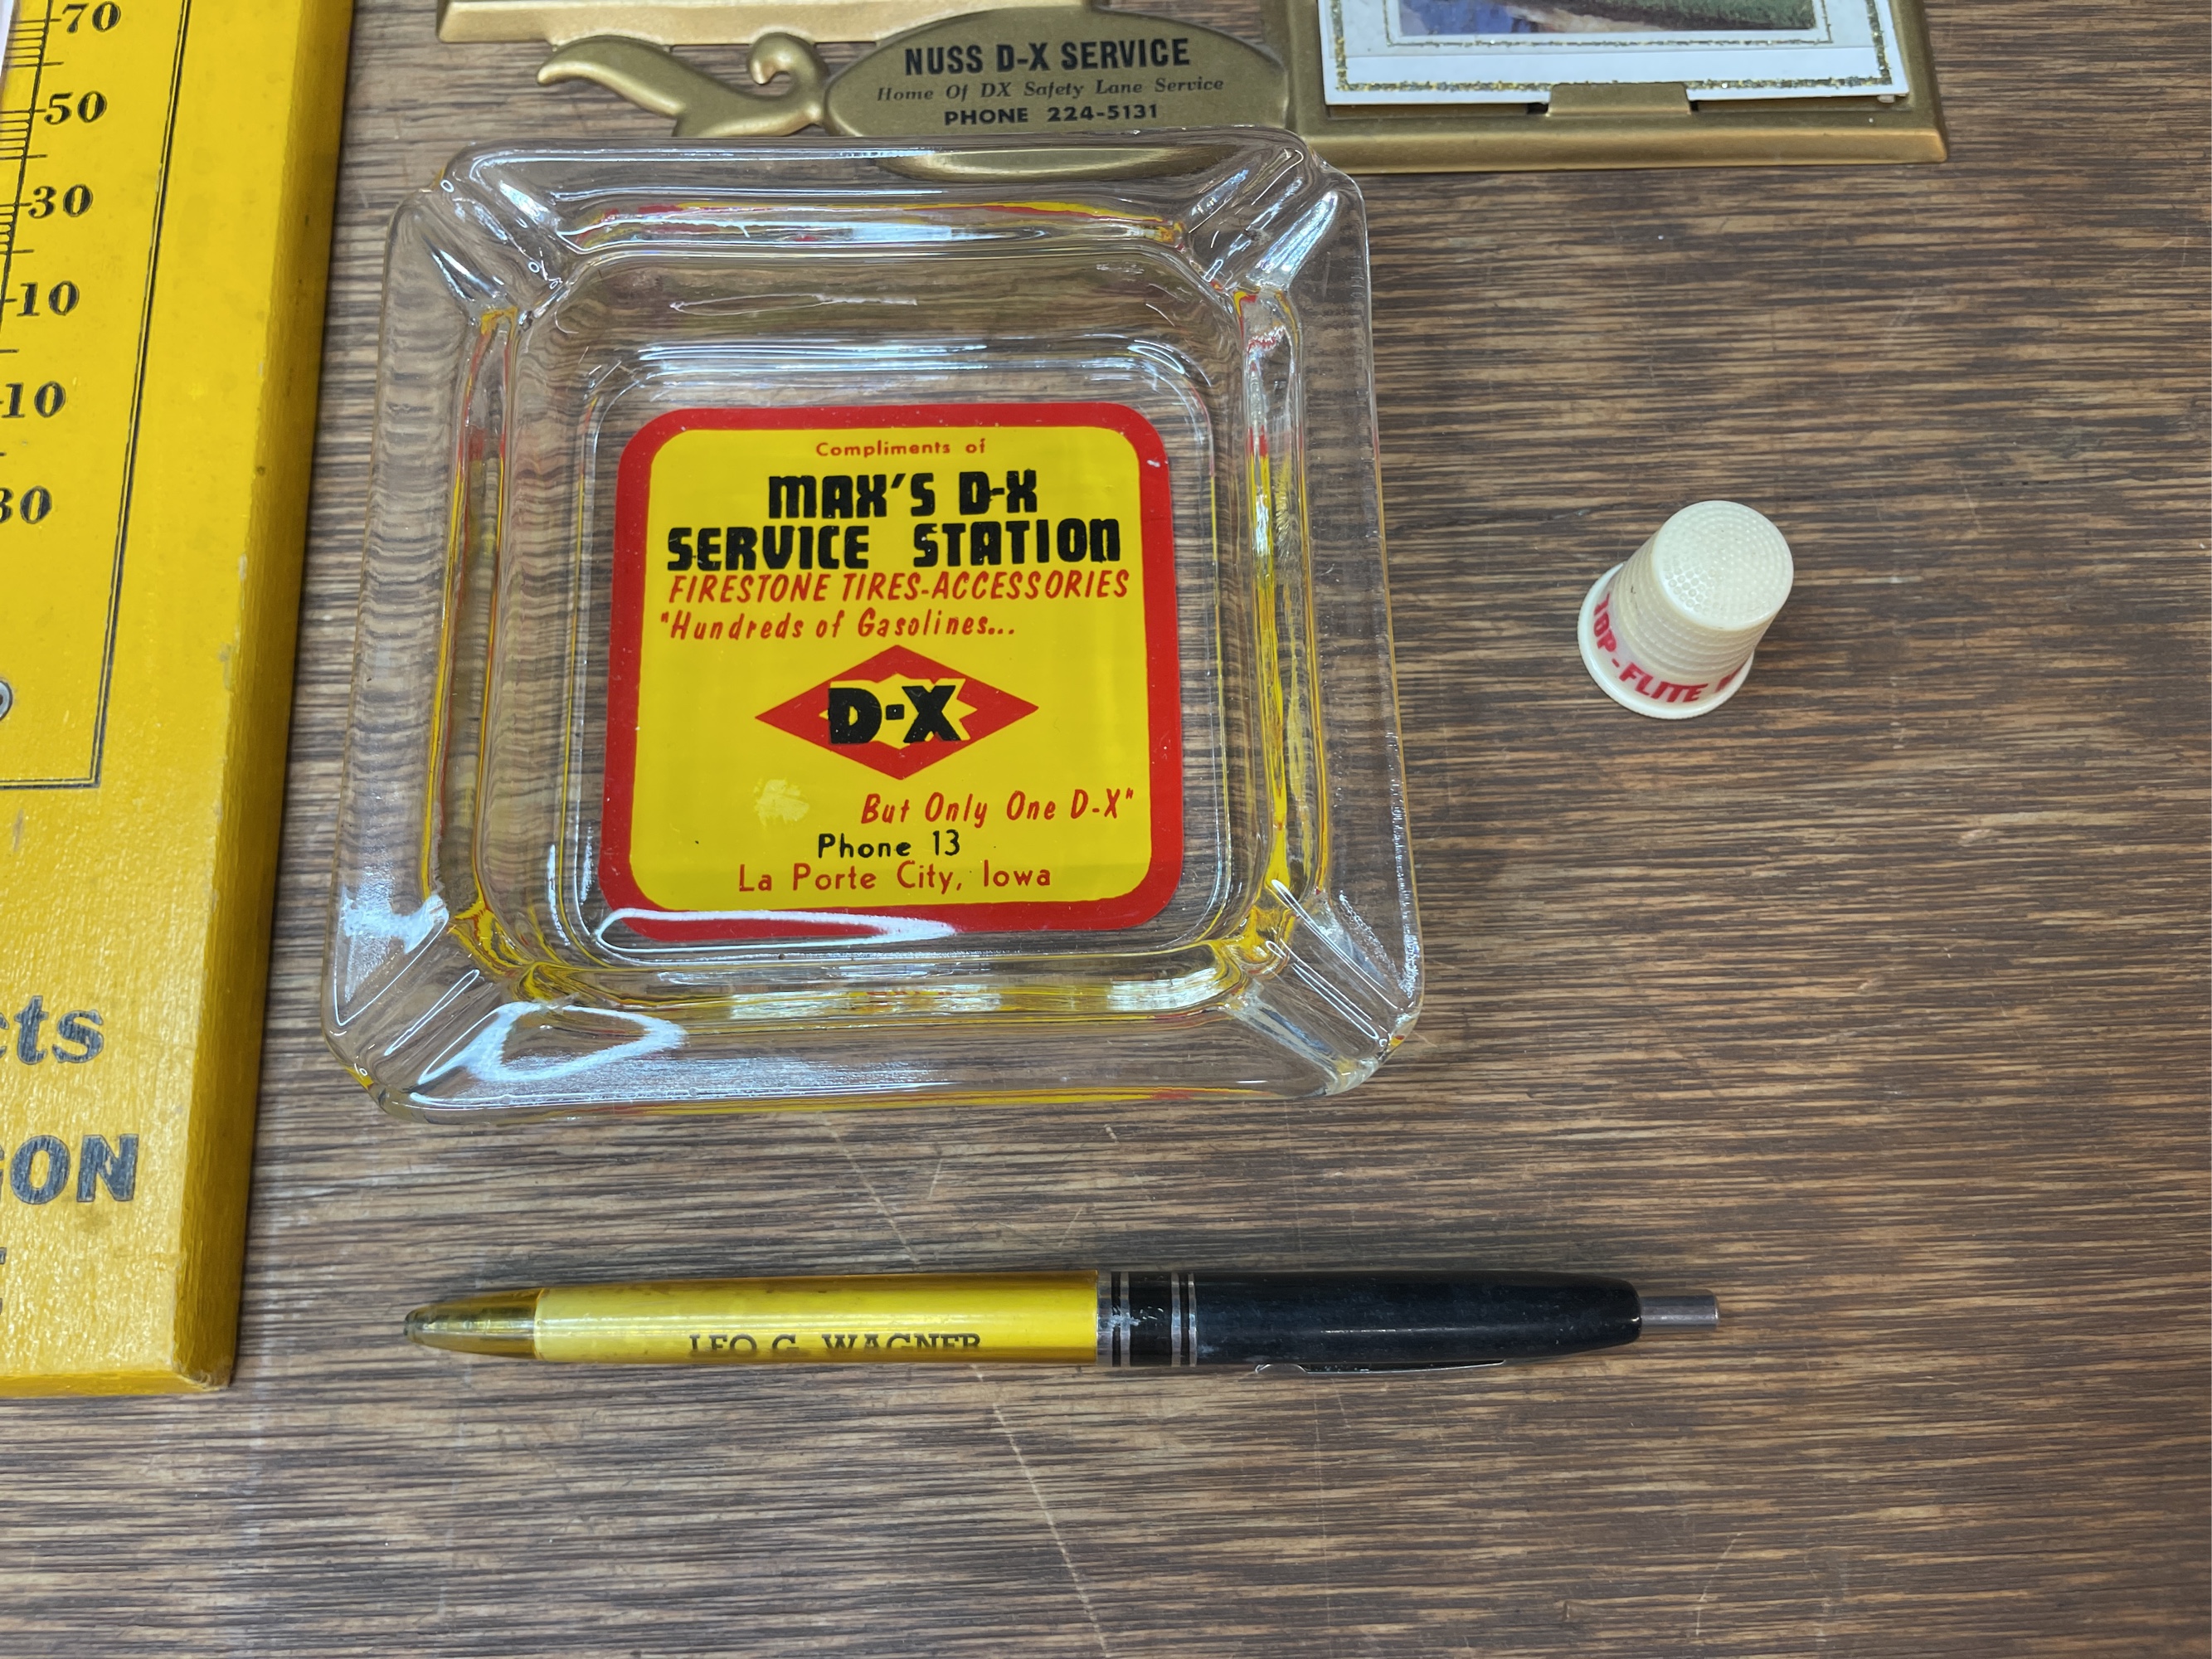 70
50
30
10
10
30
NUSS D-X SERVICE
Home Of DX Safety Lane Service
PHONE 224-5131
Compliments of
MAX'S D-X
SERVICE STATION
FIRESTONE TIRES-ACCESSORIES
"Hundreds of Gasolines...
D-X
But Only One D-X"
Phone 13
La Porte City, Iowa
TOP-FLITE
LEO G. WAGNER